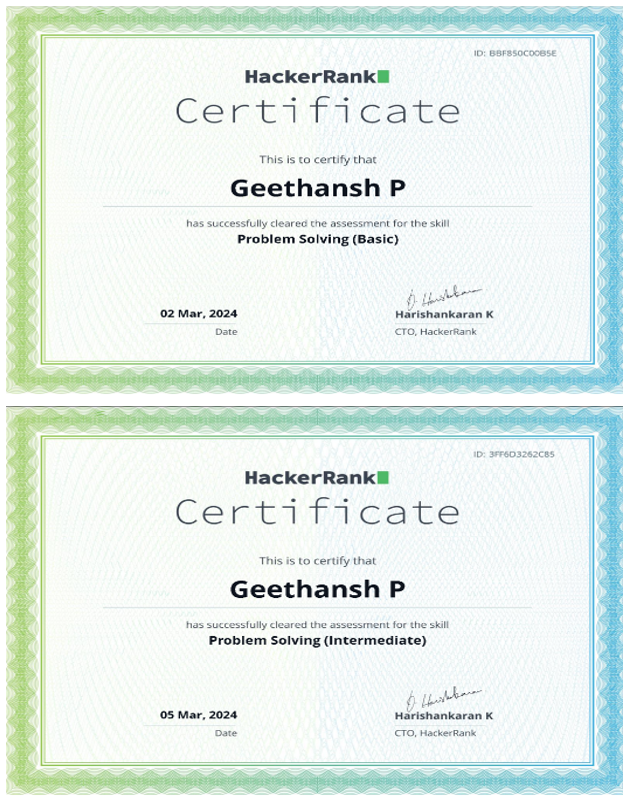 ID: BBF850C00B5E
HackerRank
Certificate
This is to certify that
Geethansh P
has successfully cleared the assessment for the skill
Problem Solving (Basic)
02 Mar, 2024
Date
Harishankaran K
CTO, HackerRank
ID: 3FF6D3262C85
HackerRank
Certificate
This is to certify that
Geethansh P
has successfully cleared the assessment for the skill
Problem Solving (Intermediate)
05 Mar, 2024
Date
Harishankaran K
CTO, HackerRank